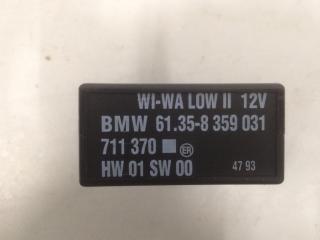 WI-WA LOW II 12V
BMW 61.35-8 359 031
711 370 ER
HW 01 SW 00 47 93